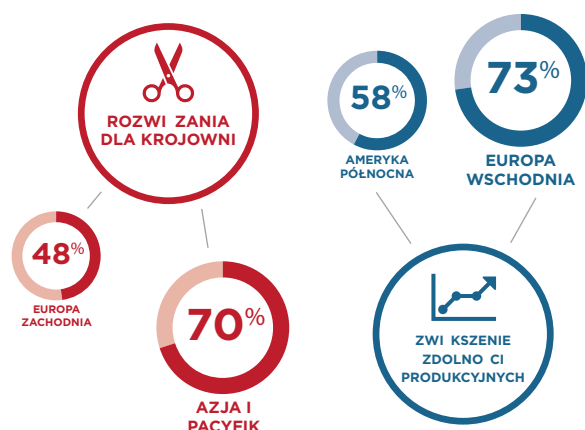 ROZWI ZANIA
DLA KROJOWNI
48%
EUROPA
ZACHODNIA
70%
AZJA I
PACYFIK
58%
AMERYKA
PÓŁNOCNA
73%
EUROPA
WSCHODNIA
ZWI KSZENIE
ZDOLNO CI
PRODUKCYJNYCH